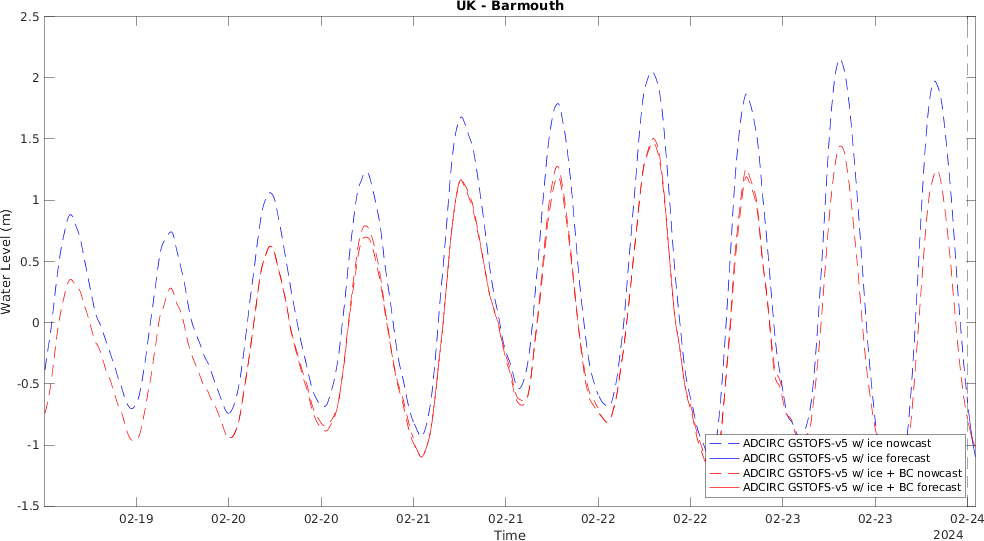 UK - Barmouth
2.5
2
1.5
1
0.5
0
-0.5
-1
-1.5
Water Level (m)
ADCIRC GSTOFS-v5 w/ ice nowcast
ADCIRC GSTOFS-v5 w/ ice forecast
ADCIRC GSTOFS-v5 w/ ice + BC nowcast
ADCIRC GSTOFS-v5 w/ ice + BC forecast
02-19 02-20 02-20 02-21 02-21 02-22 02-22 02-23 02-23 02-24
Time
2024